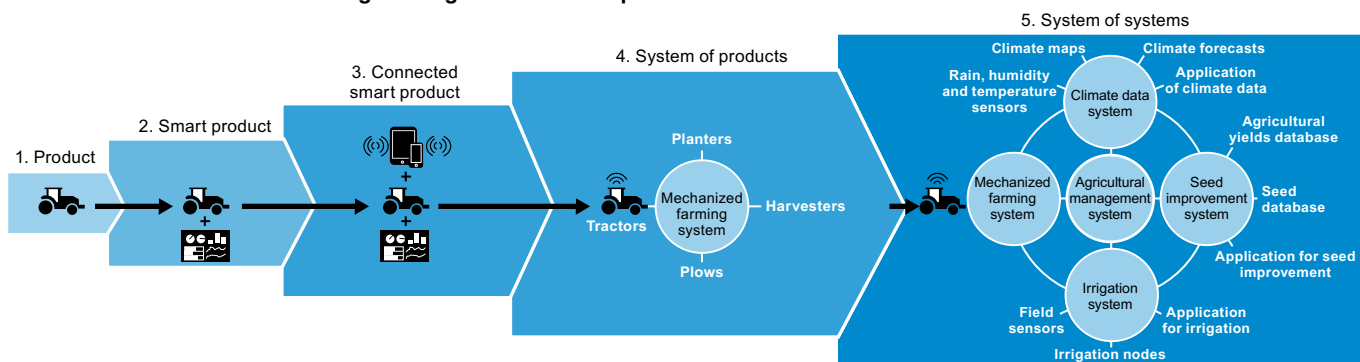 5. System of systems
4. System of products
3. Connected
smart product
2. Smart product
1. Product
Planters
Mechanized
farming
system
Harvesters
Tractors
Plows
Climate maps
Climate forecasts
Rain, humidity
and temperature
sensors
Climate data
system
Application
of climate data
Agricultural
yields database
Mechanized
farming
system
Agricultural
management
system
Seed
improvement
system
Seed
database
Application for seed
improvement
Irrigation
system
Field
sensors
Application
for irrigation
Irrigation nodes